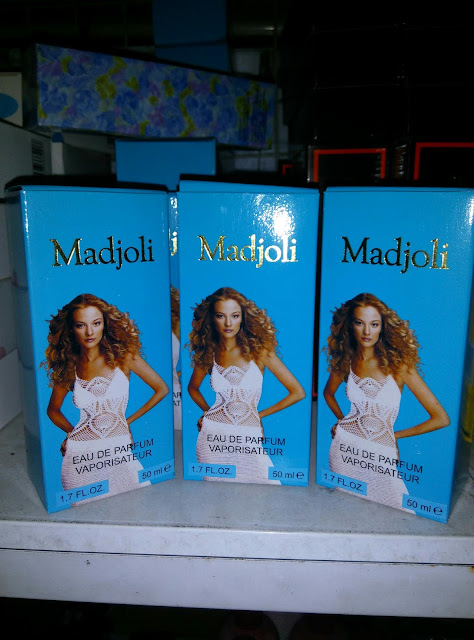 Madjoli
EAU DE PARFUM
VAPORISATEUR
1.7 FL.OZ. 50 ml e
Madjoli
EAU DE PARFUM
VAPORISATEUR
1.7 FL.OZ. 50 ml e
Madjoli
EAU DE PARFUM
VAPORISATEUR
1.7 FL.OZ. 50 ml e